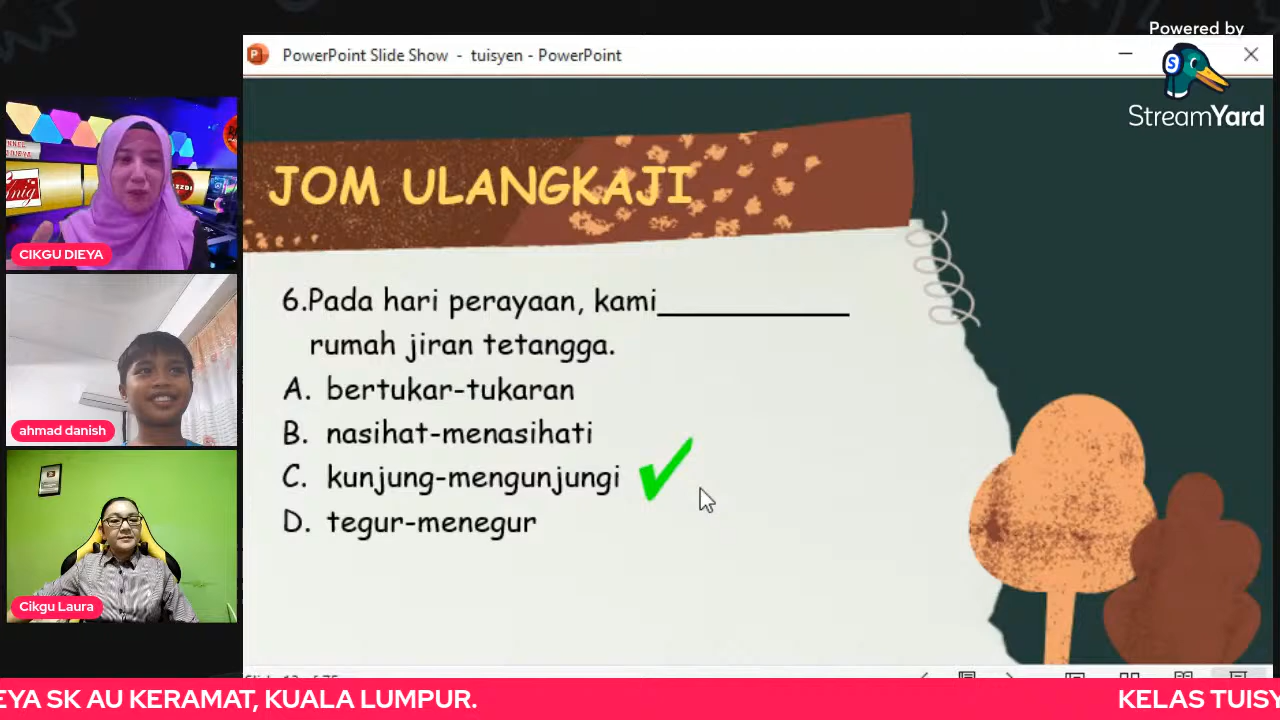 Powered by
StreamYard
PowerPoint Slide Show - tuisyen - PowerPoint
JOM ULANGKAJI
6.Pada hari perayaan, kami__________
rumah jiran tetangga.
A. bertukar-tukaran
B. nasihat-menasihati
C. kunjung-mengunjungi
D. tegur-menegur
CIKGU DIEYA
ahmad danish
Cikgu Laura
EYA SK AU KERAMAT, KUALA LUMPUR.
KELAS TUISY